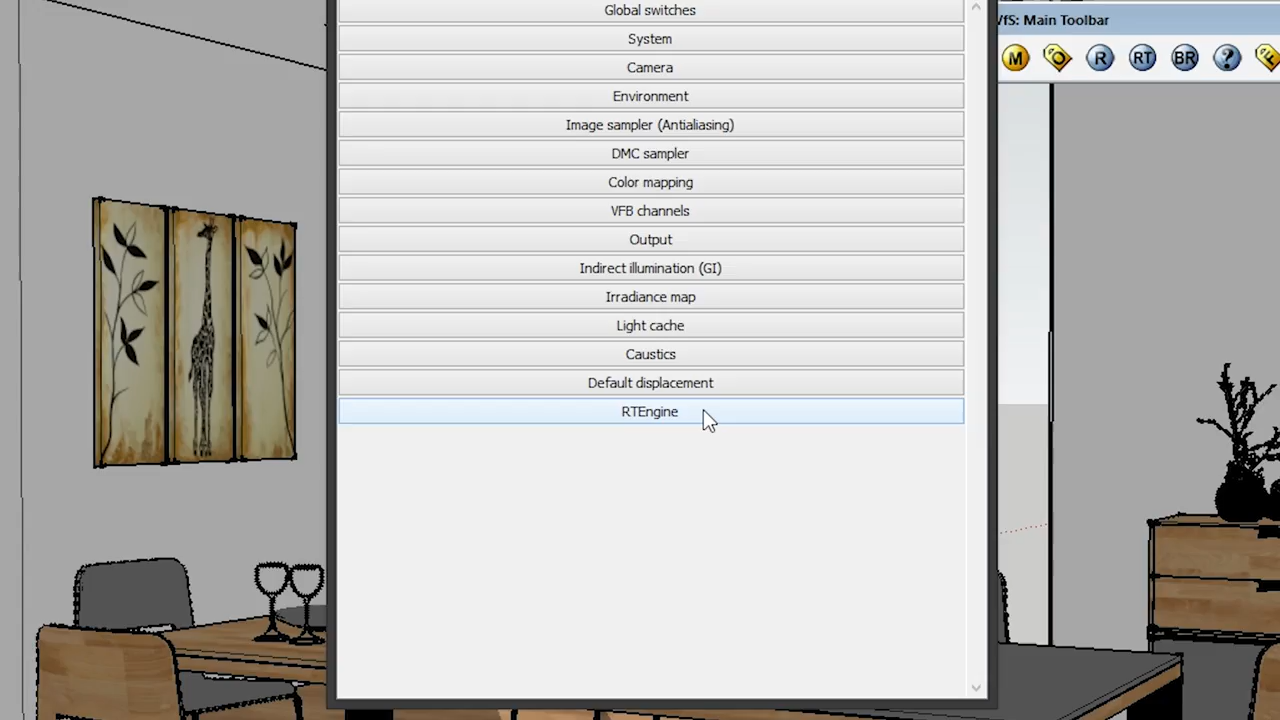 Global switches
VfS: Main Toolbar
System
M
R
RT
BR
?
Camera
Environment
Image sampler (Antialiasing)
DMC sampler
Color mapping
VFB channels
Output
Indirect illumination (GI)
Irradiance map
Light cache
Caustics
Default displacement
RTEngine